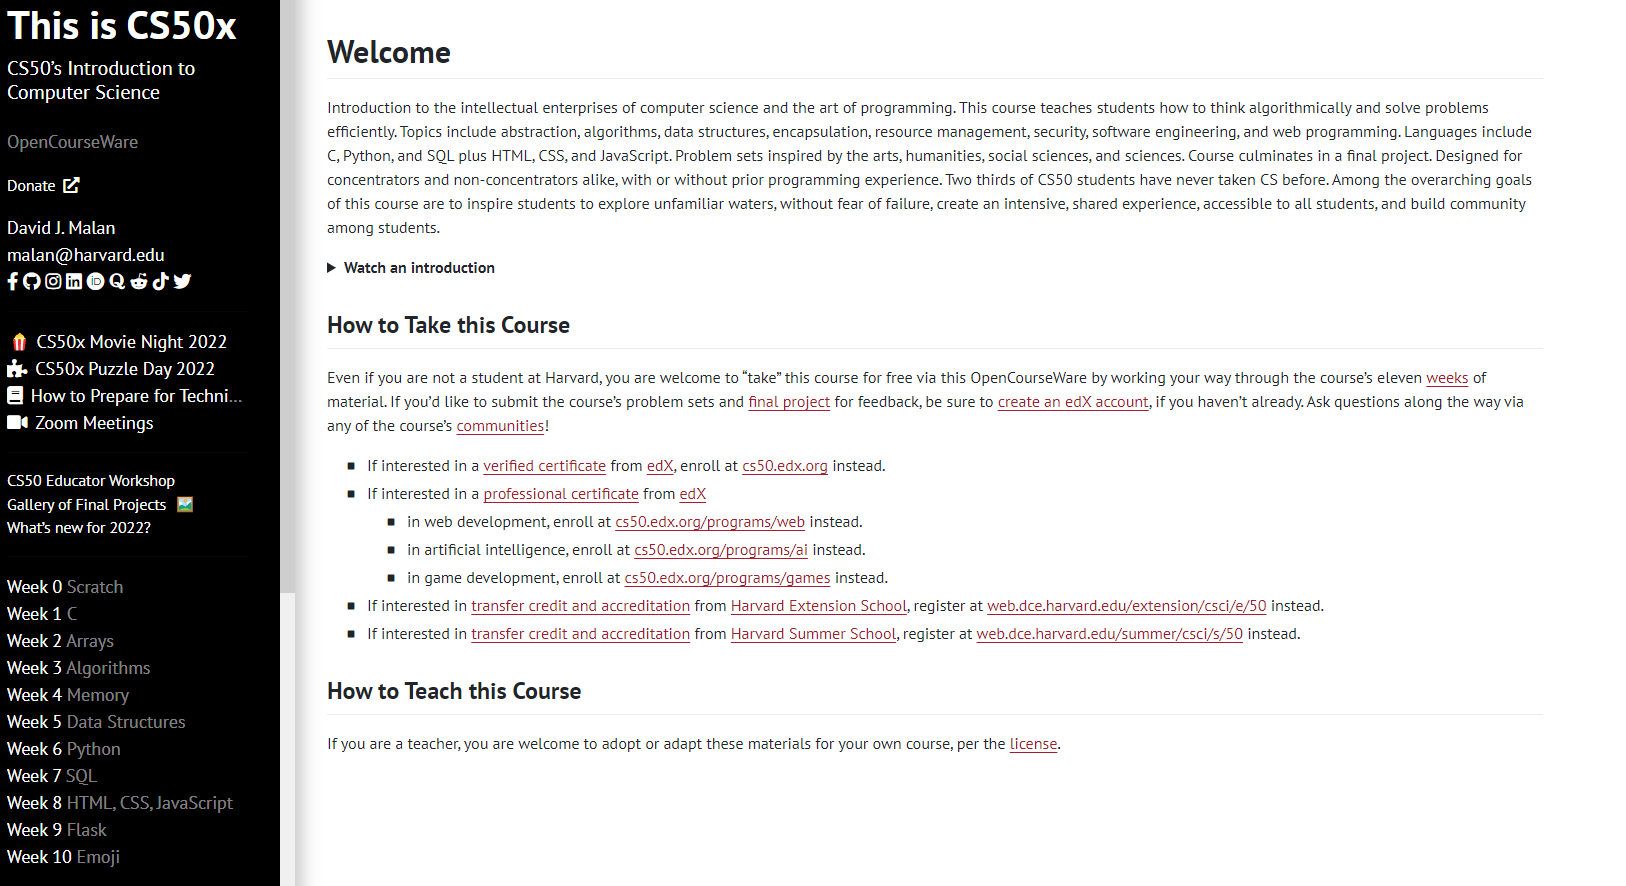 This is CS50x
CS50’s Introduction to
Computer Science
OpenCourseWare
Donate
David J. Malan
malan@harvard.edu
CS50x Movie Night 2022
CS50x Puzzle Day 2022
How to Prepare for Techni...
Zoom Meetings
CS50 Educator Workshop
Gallery of Final Projects
What’s new for 2022?
Week 0 Scratch
Week 1 C
Week 2 Arrays
Week 3 Algorithms
Week 4 Memory
Week 5 Data Structures
Week 6 Python
Week 7 SQL
Week 8 HTML, CSS, JavaScript
Week 9 Flask
Week 10 Emoji
Welcome
Introduction to the intellectual enterprises of computer science and the art of programming. This course teaches students how to think algorithmically and solve problems
efficiently. Topics include abstraction, algorithms, data structures, encapsulation, resource management, security, software engineering, and web programming. Languages include
C, Python, and SQL plus HTML, CSS, and JavaScript. Problem sets inspired by the arts, humanities, social sciences, and sciences. Course culminates in a final project. Designed for
concentrators and non-concentrators alike, with or without prior programming experience. Two thirds of CS50 students have never taken CS before. Among the overarching goals
of this course are to inspire students to explore unfamiliar waters, without fear of failure, create an intensive, shared experience, accessible to all students, and build community
among students.
Watch an introduction
How to Take this Course
Even if you are not a student at Harvard, you are welcome to “take” this course for free via this OpenCourseWare by working your way through the course’s eleven weeks of
material. If you’d like to submit the course’s problem sets and final project for feedback, be sure to create an edX account, if you haven’t already. Ask questions along the way via
any of the course’s communities!
If interested in a verified certificate from edX, enroll at cs50.edx.org instead.
If interested in a professional certificate from edX
in web development, enroll at cs50.edx.org/programs/web instead.
in artificial intelligence, enroll at cs50.edx.org/programs/ai instead.
in game development, enroll at cs50.edx.org/programs/games instead.
If interested in transfer credit and accreditation from Harvard Extension School, register at web.dce.harvard.edu/extension/csci/e/50 instead.
If interested in transfer credit and accreditation from Harvard Summer School, register at web.dce.harvard.edu/summer/csci/s/50 instead.
How to Teach this Course
If you are a teacher, you are welcome to adopt or adapt these materials for your own course, per the license.